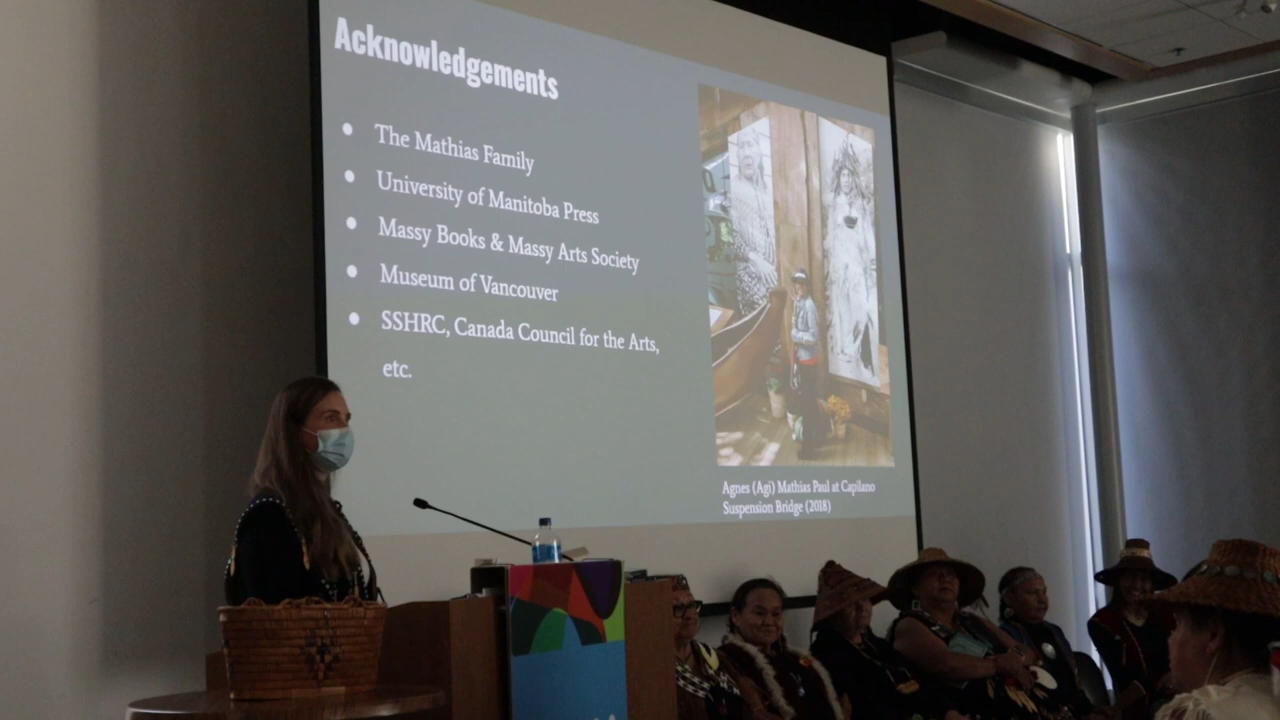 Acknowledgements
● The Mathias Family
● University of Manitoba Press
● Massy Books & Massy Arts Society
● Museum of Vancouver
● SSHRC, Canada Council for the Arts,
etc.
Agnes (Agi) Mathias Paul at Capilano
Suspension Bridge (2018)